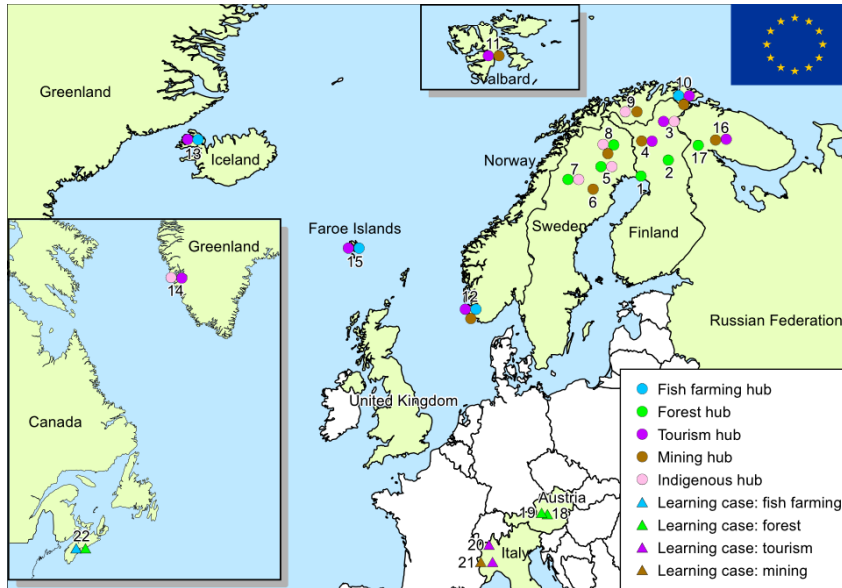 11
Svalbard
Greenland
10
9
13
Iceland
8
3
16
Norway
4
7
5
2
17
1
6
Greenland
Faroe Islands
Sweden
Finland
15
14
12
Russian Federation
Canada
United Kingdom
Fish farming hub
Forest hub
Tourism hub
Mining hub
Indigenous hub
Learning case: fish farming
Learning case: forest
Learning case: tourism
Learning case: mining
Austria
19
18
22
20
Italy
21